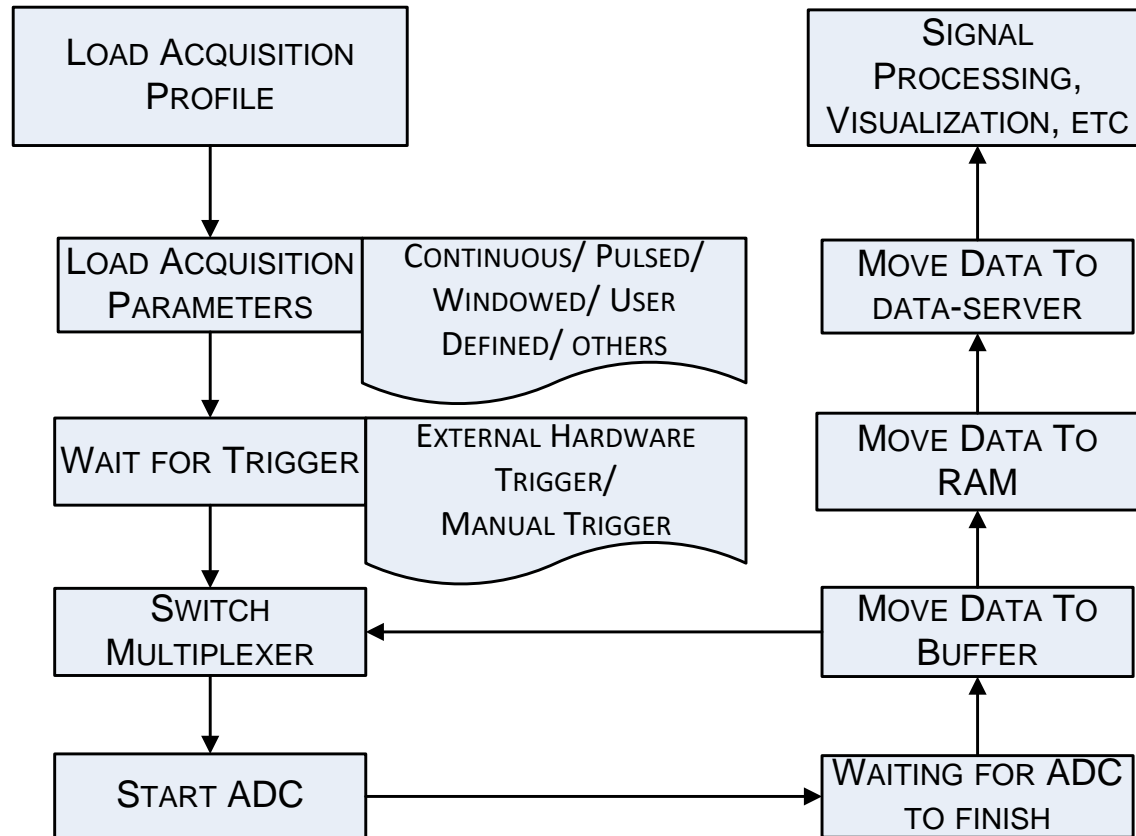 LOAD ACQUISITION
PROFILE
LOAD ACQUISITION
PARAMETERS
CONTINUOUS/ PULSED/
WINDOWED/ USER
DEFINED/ OTHERS
WAIT FOR TRIGGER
EXTERNAL HARDWARE
TRIGGER/
MANUAL TRIGGER
SWITCH
MULTIPLEXER
START ADC
WAITING FOR ADC
TO FINISH
MOVE DATA TO
BUFFER
MOVE DATA TO
RAM
MOVE DATA TO
DATA-SERVER
SIGNAL
PROCESSING,
VISUALIZATION, ETC